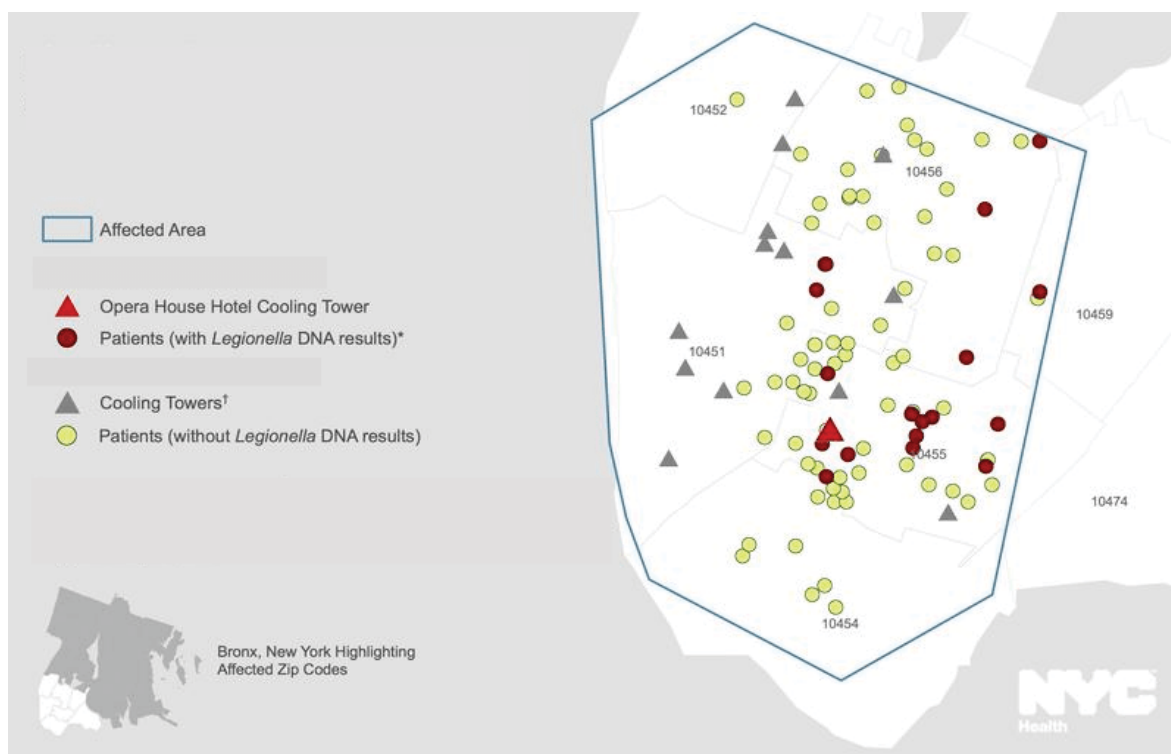 10452
10456
Affected Area
Opera House Hotel Cooling Tower
10459
Patients (with Legionella DNA results)*
10451
Cooling Towers†
Patients (without Legionella DNA results)
10455
10474
10454
Bronx, New York Highlighting
Affected Zip Codes
NYC
Health